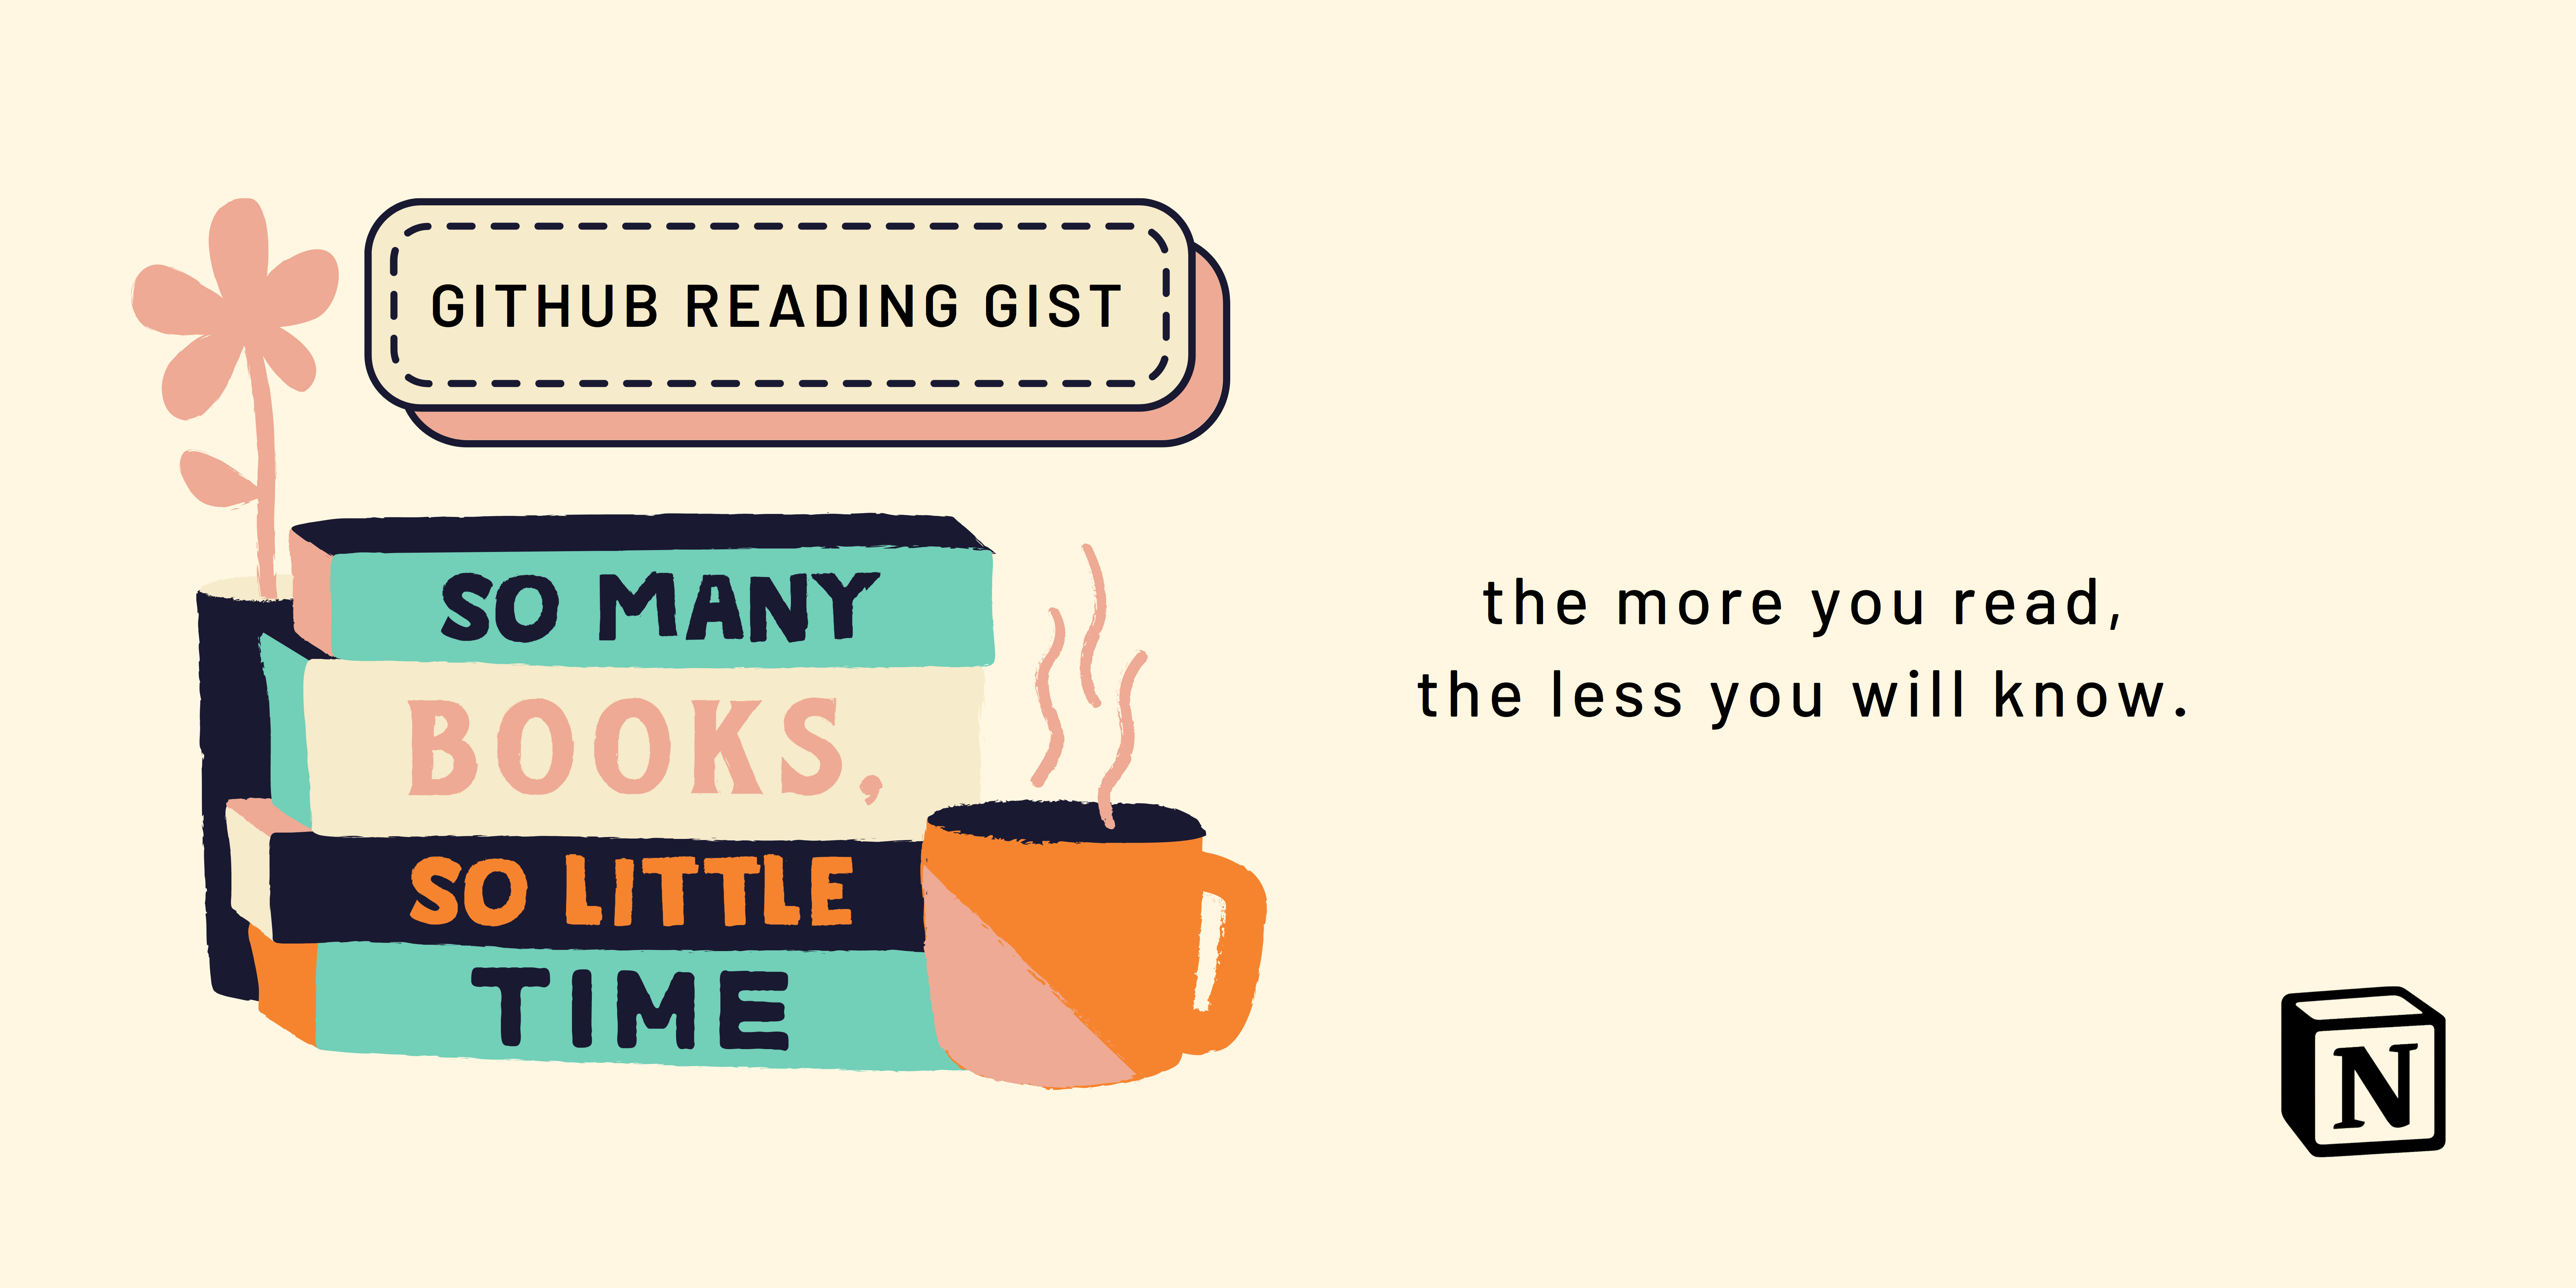 GITHUB READING GIST
SO MANY
BOOKS,
SO LITTLE
TIME
the more you read,
the less you will know.
N